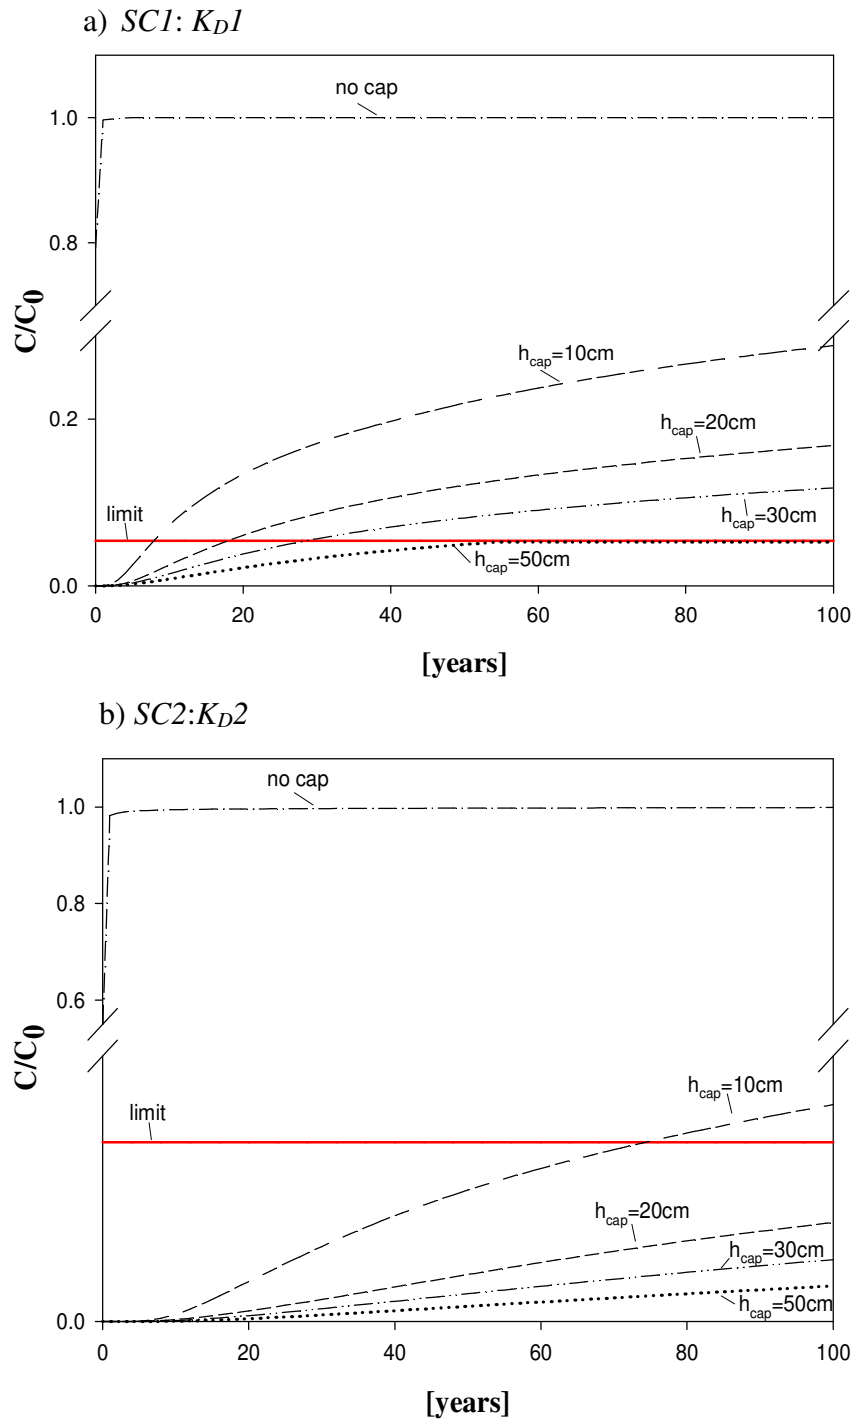 a) SC1: K_D1
no cap
1.0
0.8
C/C0
h_cap=10cm
0.2
h_cap=20cm
limit
h_cap=30cm
h_cap=50cm
0.0
0 20 40 60 80 100
[years]
b) SC2:K_D2
no cap
1.0
0.8
0.6
C/C0
h_cap=10cm
limit
h_cap=20cm
h_cap=30cm
h_cap=50cm
0.0
0 20 40 60 80 100
[years]